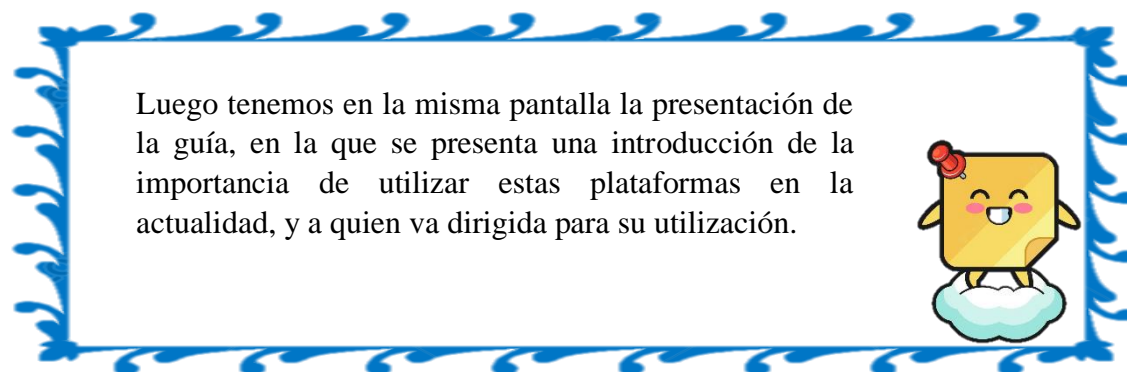 Luego tenemos en la misma pantalla la presentación de
la guía, en la que se presenta una introducción de la
importancia de utilizar estas plataformas en la
actualidad, y a quien va dirigida para su utilización.